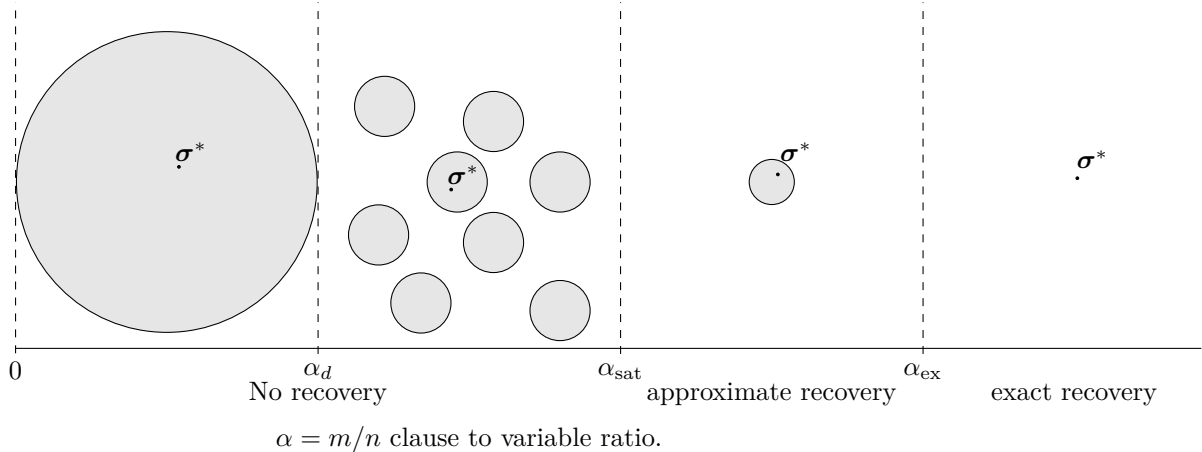 σ*
σ*
σ*
σ*
0 α_d α_sat α_ex
No recovery approximate recovery exact recovery
α = m/n clause to variable ratio.